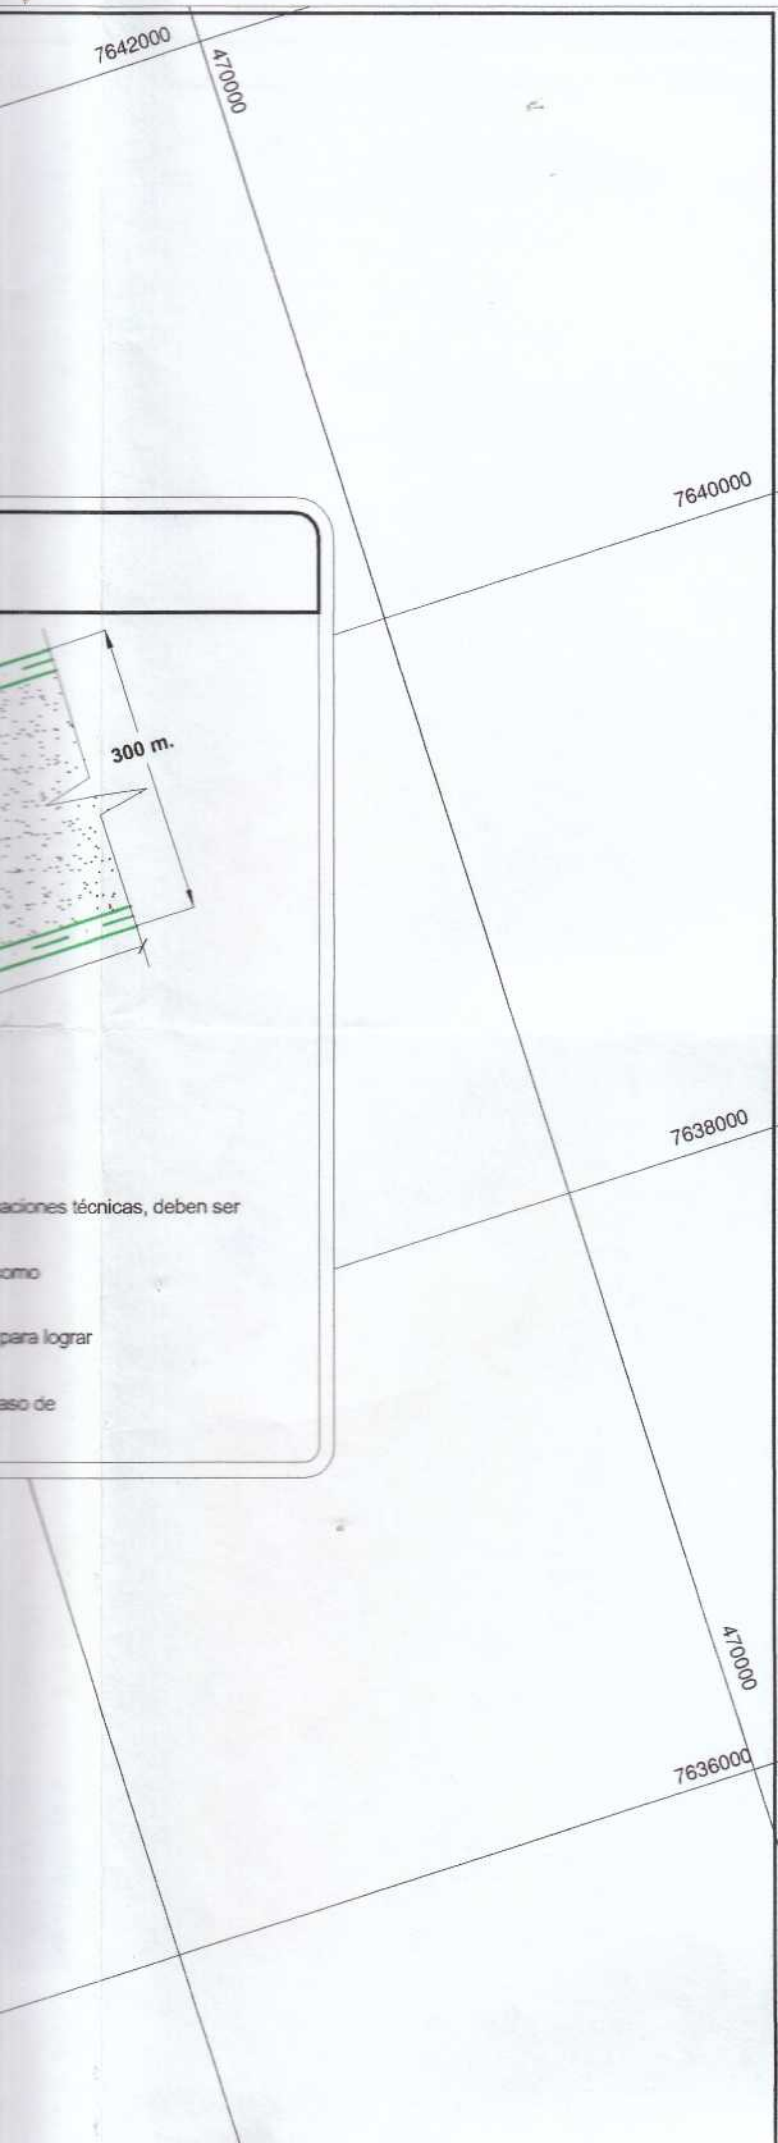 7642000
470000
7640000
300 m.
7638000
aciones técnicas, deben ser
omo
para lograr
aso de
470000
7636000